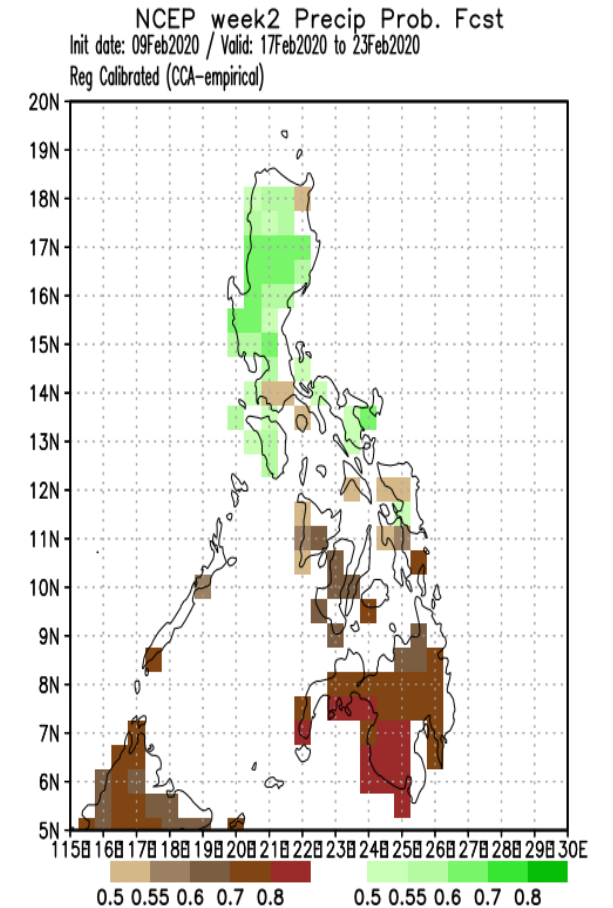 NCEP week2 Precip Prob. Fcst
Init date: 09Feb2020 / Valid: 17Feb2020 to 23Feb2020
Reg Calibrated (CCA-empirical)
20N
19N
18N
17N
16N
15N
14N
13N
12N
11N
10N
9N
8N
7N
6N
5N
115E 116E 117E 118E 119E 120E 121E 122E 123E 124E 125E 126E 127E 128E 129E 130E
0.5 0.55 0.6 0.7 0.8 0.5 0.55 0.6 0.7 0.8